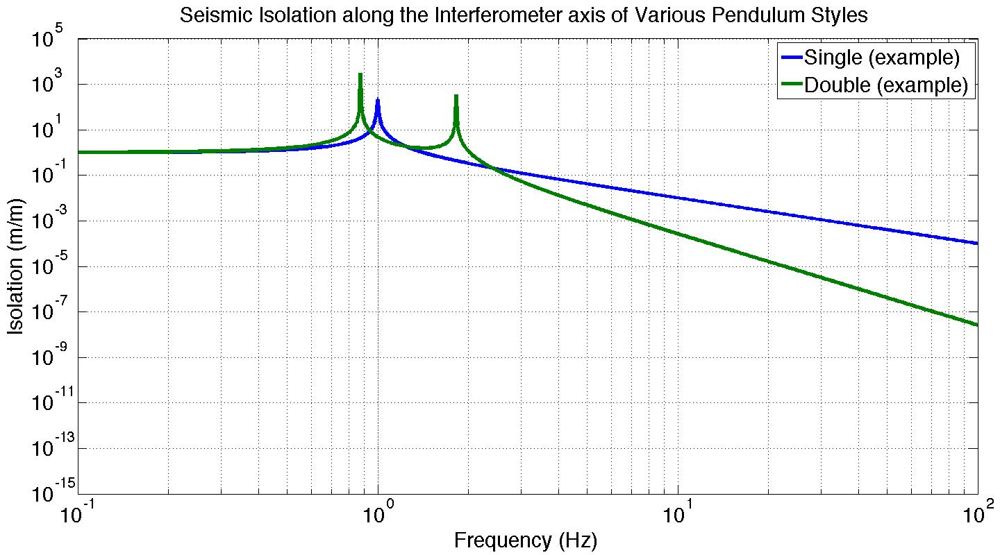 Seismic Isolation along the Interferometer axis of Various Pendulum Styles
10^5
10^3
10^1
10^-1
10^-3
10^-5
10^-7
10^-9
10^-11
10^-13
10^-15
Isolation (m/m)
Single (example)
Double (example)
10^-1 10^0 10^1 10^2
Frequency (Hz)